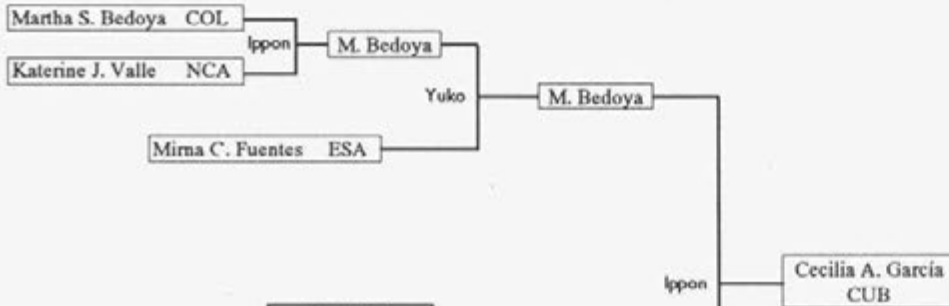 Martha S. Bedoya COL
Ippon
M. Bedoya
Katerine J. Valle NCA
Yuko
M. Bedoya
Mirna C. Fuentes ESA
Ippon
Cecilia A. García
CUB